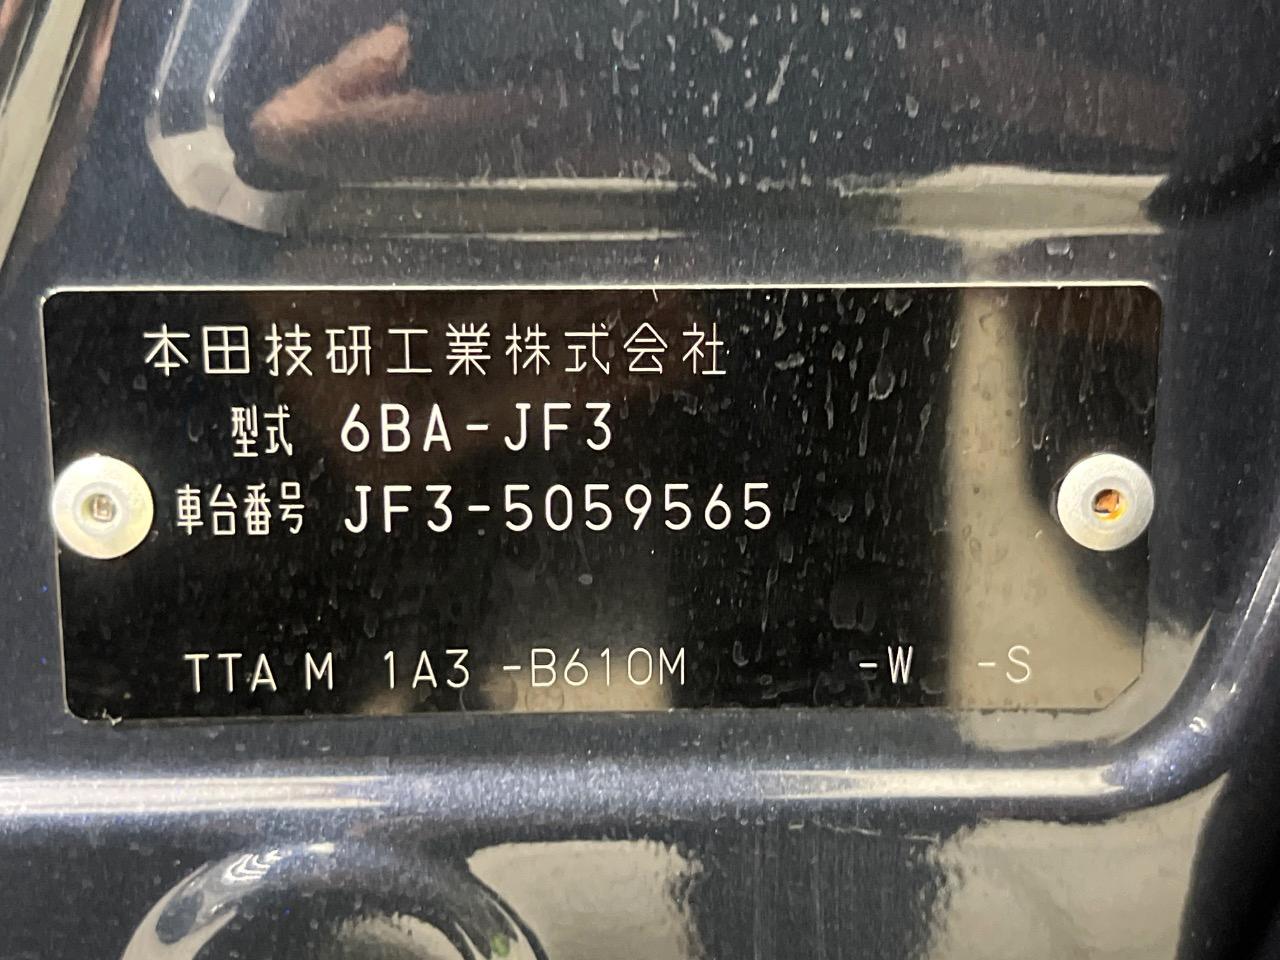 本田技研工業株式会社
型式 6BA-JF3
車台番号 JF3-5059565
TTA M 1A3 -B610M -W -S